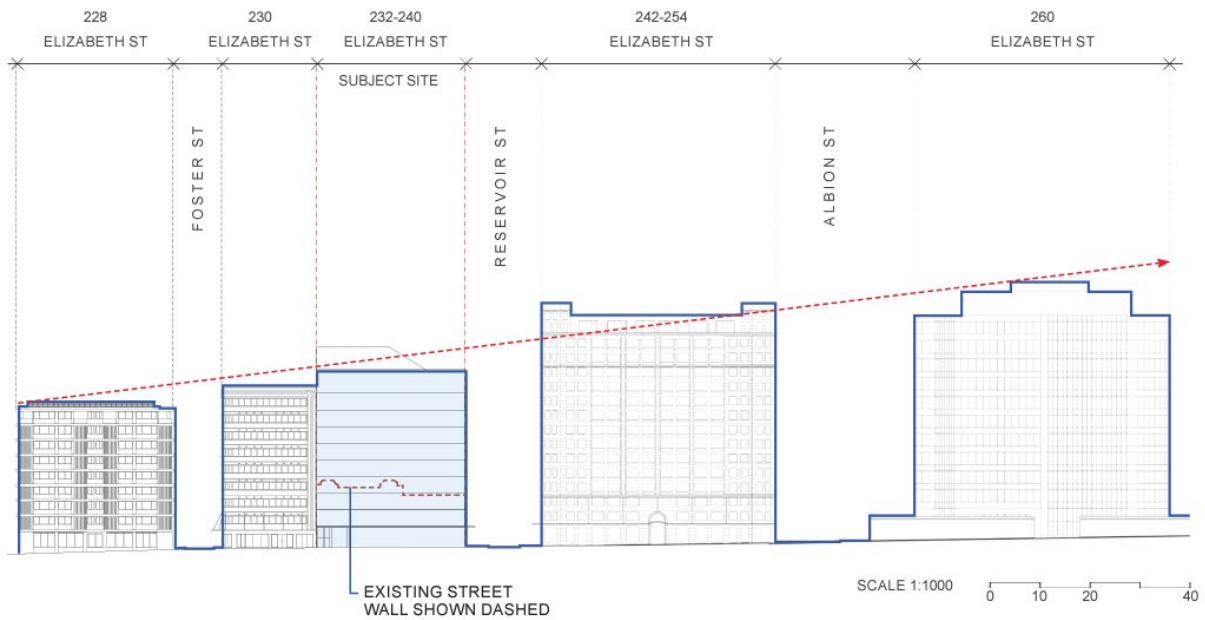 228
ELIZABETH ST
230
ELIZABETH ST
232-240
ELIZABETH ST
242-254
ELIZABETH ST
260
ELIZABETH ST
SUBJECT SITE
FOSTER ST
RESERVOIR ST
ALBION ST
EXISTING STREET
WALL SHOWN DASHED
SCALE 1:1000
0 10 20 40